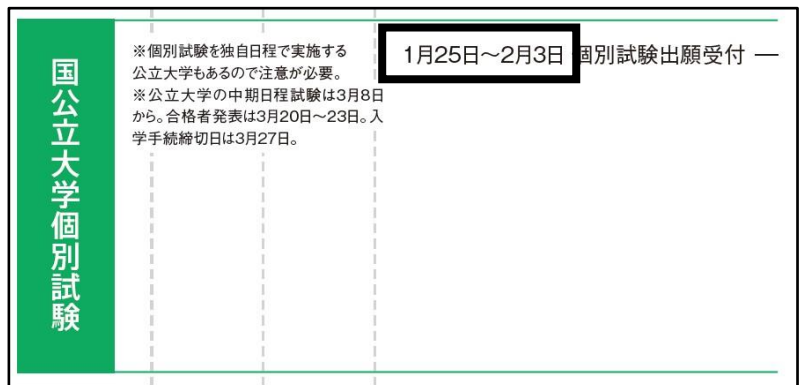 国公立大学個別試験
※個別試験を独自日程で実施する
公立大学もあるので注意が必要。
※公立大学の中期日程試験は3月8日
から。合格者発表は3月20日～23日。入
学手続締切日は3月27日。
1月25日～2月3日 個別試験出願受付 —